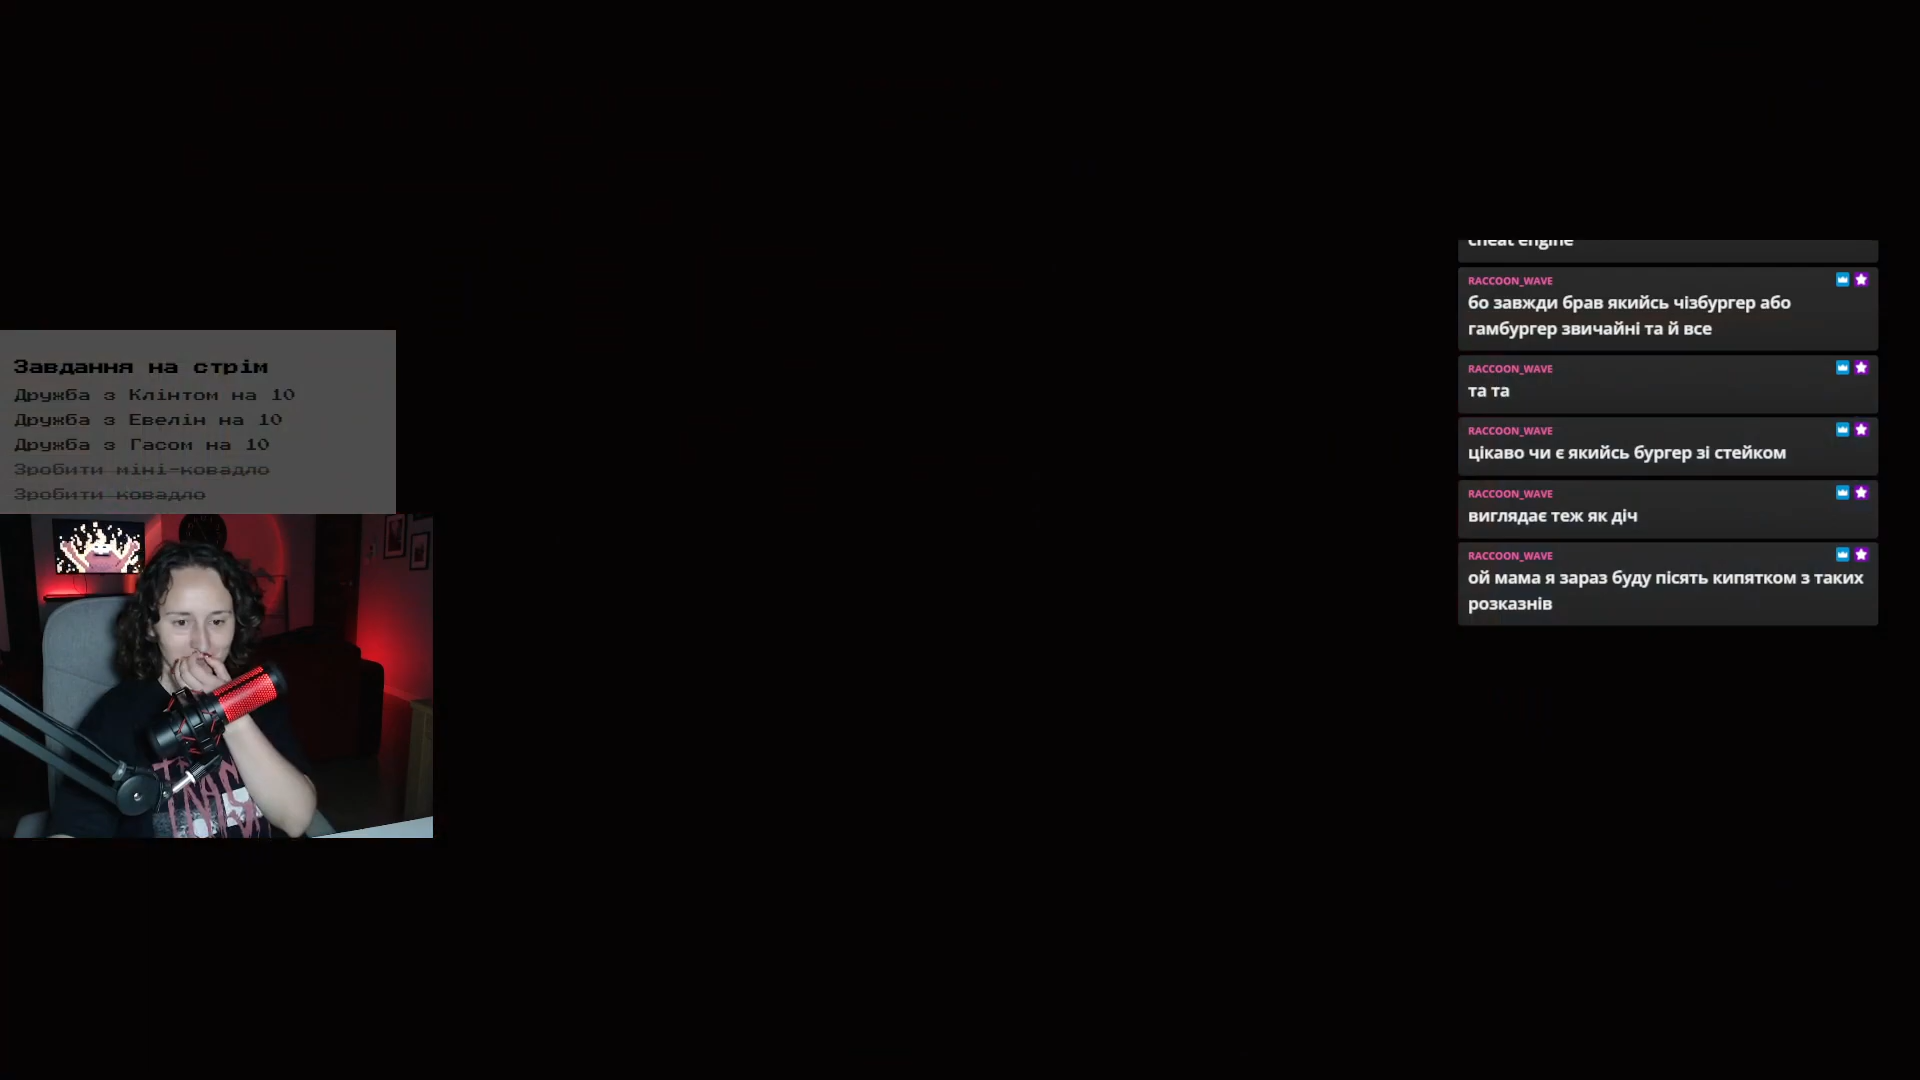 Завдання на стрім
Дружба з Клінтом на 10
Дружба з Евелін на 10
Дружба з Гасом на 10
Зробити міні-ковадло
Зробити ковадло
cheat engine
RACCOON_WAVE
бо завжди брав якийсь чізбургер або
гамбургер звичайні та й все
RACCOON_WAVE
та та
RACCOON_WAVE
цікаво чи є якийсь бургер зі стейком
RACCOON_WAVE
виглядає теж як діч
RACCOON_WAVE
ой мама я зараз буду пісять кипятком з таких
розказнів